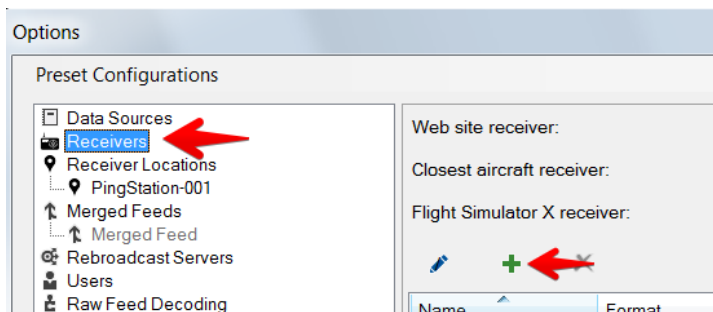 Options
Preset Configurations
Data Sources
Receivers
Receiver Locations
PingStation-001
Merged Feeds
Merged Feed
Rebroadcast Servers
Users
Raw Feed Decoding
Web site receiver:
Closest aircraft receiver:
Flight Simulator X receiver:
Name Format